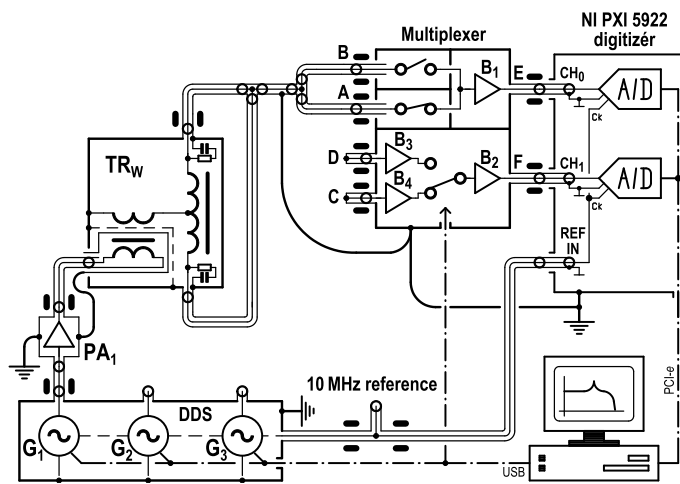 NI PXI 5922
digitizér
Multiplexer
B
A
B1
E
CH0
A/D
Ck
TRW
D
B3
B4
C
B2
F
CH1
A/D
Ck
REF
IN
PA1
10 MHz reference
DDS
G1
G2
G3
PCI-e
USB